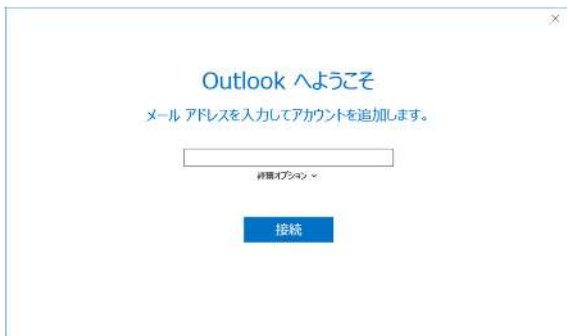 Outlook へようこそ
メール アドレスを入力してアカウントを追加します。
詳細オプション
接続